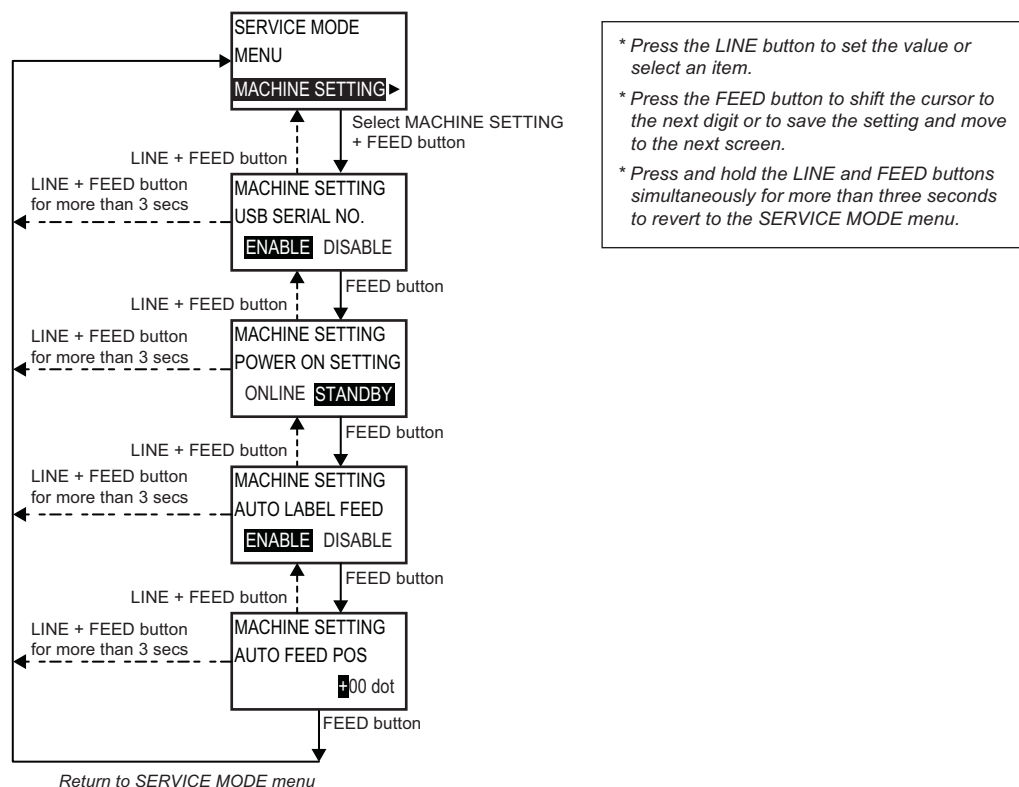 SERVICE MODE
MENU
MACHINE SETTING
Select MACHINE SETTING
+ FEED button
LINE + FEED button
LINE + FEED button
for more than 3 secs
MACHINE SETTING
USB SERIAL NO.
ENABLE DISABLE
FEED button
LINE + FEED button
LINE + FEED button
for more than 3 secs
MACHINE SETTING
POWER ON SETTING
ONLINE STANDBY
FEED button
LINE + FEED button
LINE + FEED button
for more than 3 secs
MACHINE SETTING
AUTO LABEL FEED
ENABLE DISABLE
FEED button
LINE + FEED button
LINE + FEED button
for more than 3 secs
MACHINE SETTING
AUTO FEED POS
+00 dot
FEED button
Return to SERVICE MODE menu
* Press the LINE button to set the value or
select an item.
* Press the FEED button to shift the cursor to
the next digit or to save the setting and move
to the next screen.
* Press and hold the LINE and FEED buttons
simultaneously for more than three seconds
to revert to the SERVICE MODE menu.